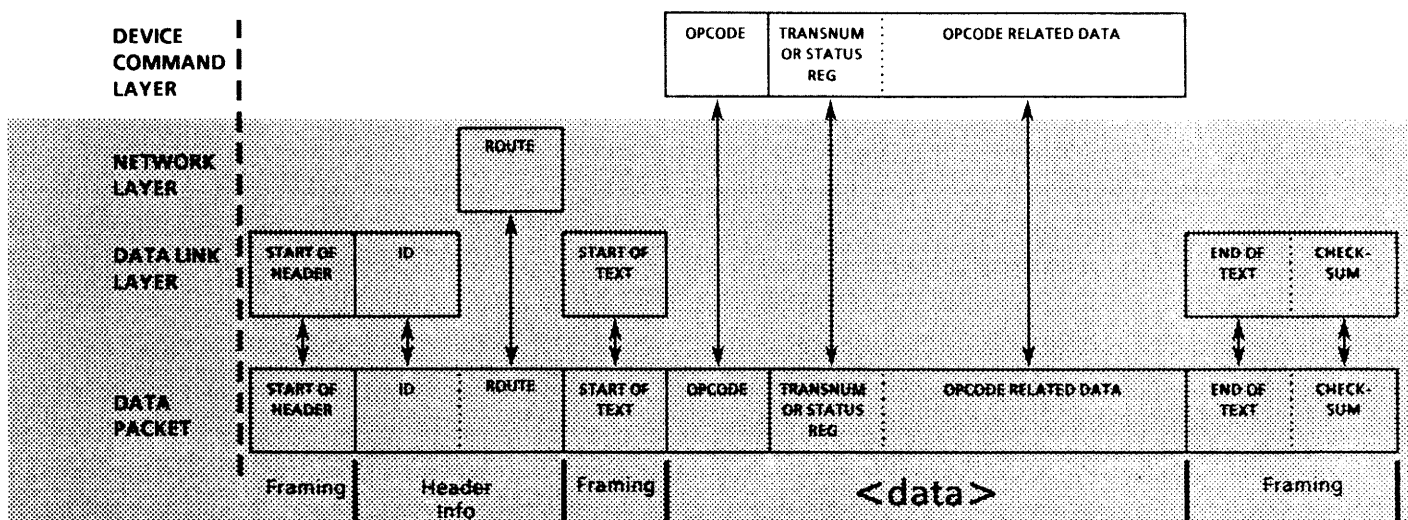 DEVICE
COMMAND
LAYER
OPCODE
TRANSNUM
OR STATUS
REG
OPCODE RELATED DATA
NETWORK
LAYER
ROUTE
DATA LINK
LAYER
START OF
HEADER
ID
START OF
TEXT
END OF
TEXT
CHECK-
SUM
DATA
PACKET
START OF
HEADER
ID
ROUTE
START OF
TEXT
OPCODE
TRANSNUM
OR STATUS
REG
OPCODE RELATED DATA
END OF
TEXT
CHECK-
SUM
Framing
Header
Info
Framing
<data>
Framing